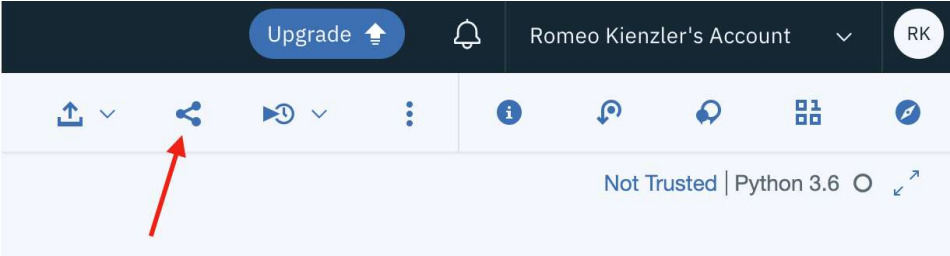 Upgrade
Romeo Kienzler's Account
RK
Not Trusted | Python 3.6